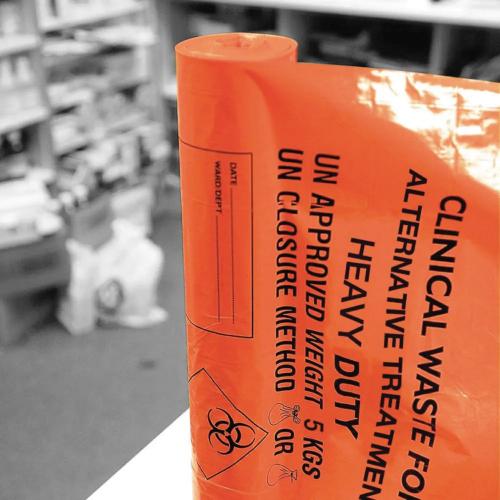 CLINICAL WASTE FO
ALTERNATIVE TREATMEN
HEAVY DUTY
UN APPROVED WEIGHT 5 KGS
UN CLOSURE METHOD OR
DATE
WARD/DEPT